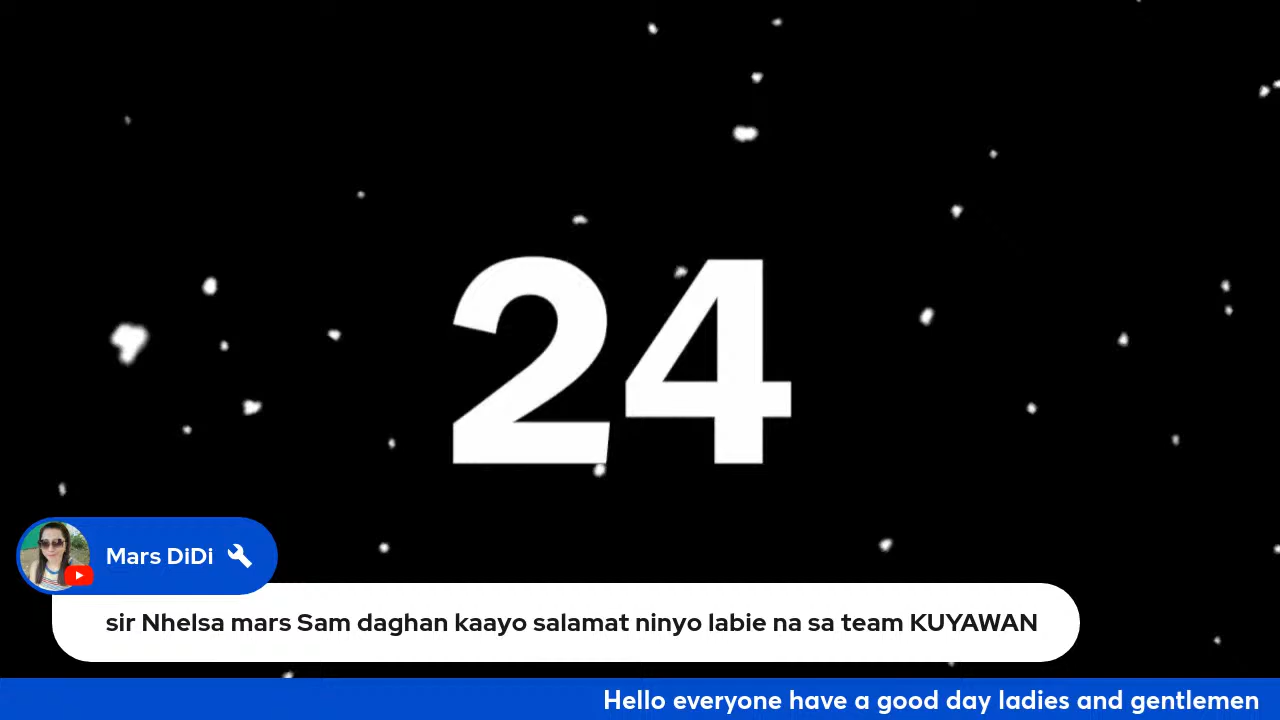 24
Mars DiDi
sir Nhelsa mars Sam daghan kaayo salamat ninyo labie na sa team KUYAWAN
Hello everyone have a good day ladies and gentlemen